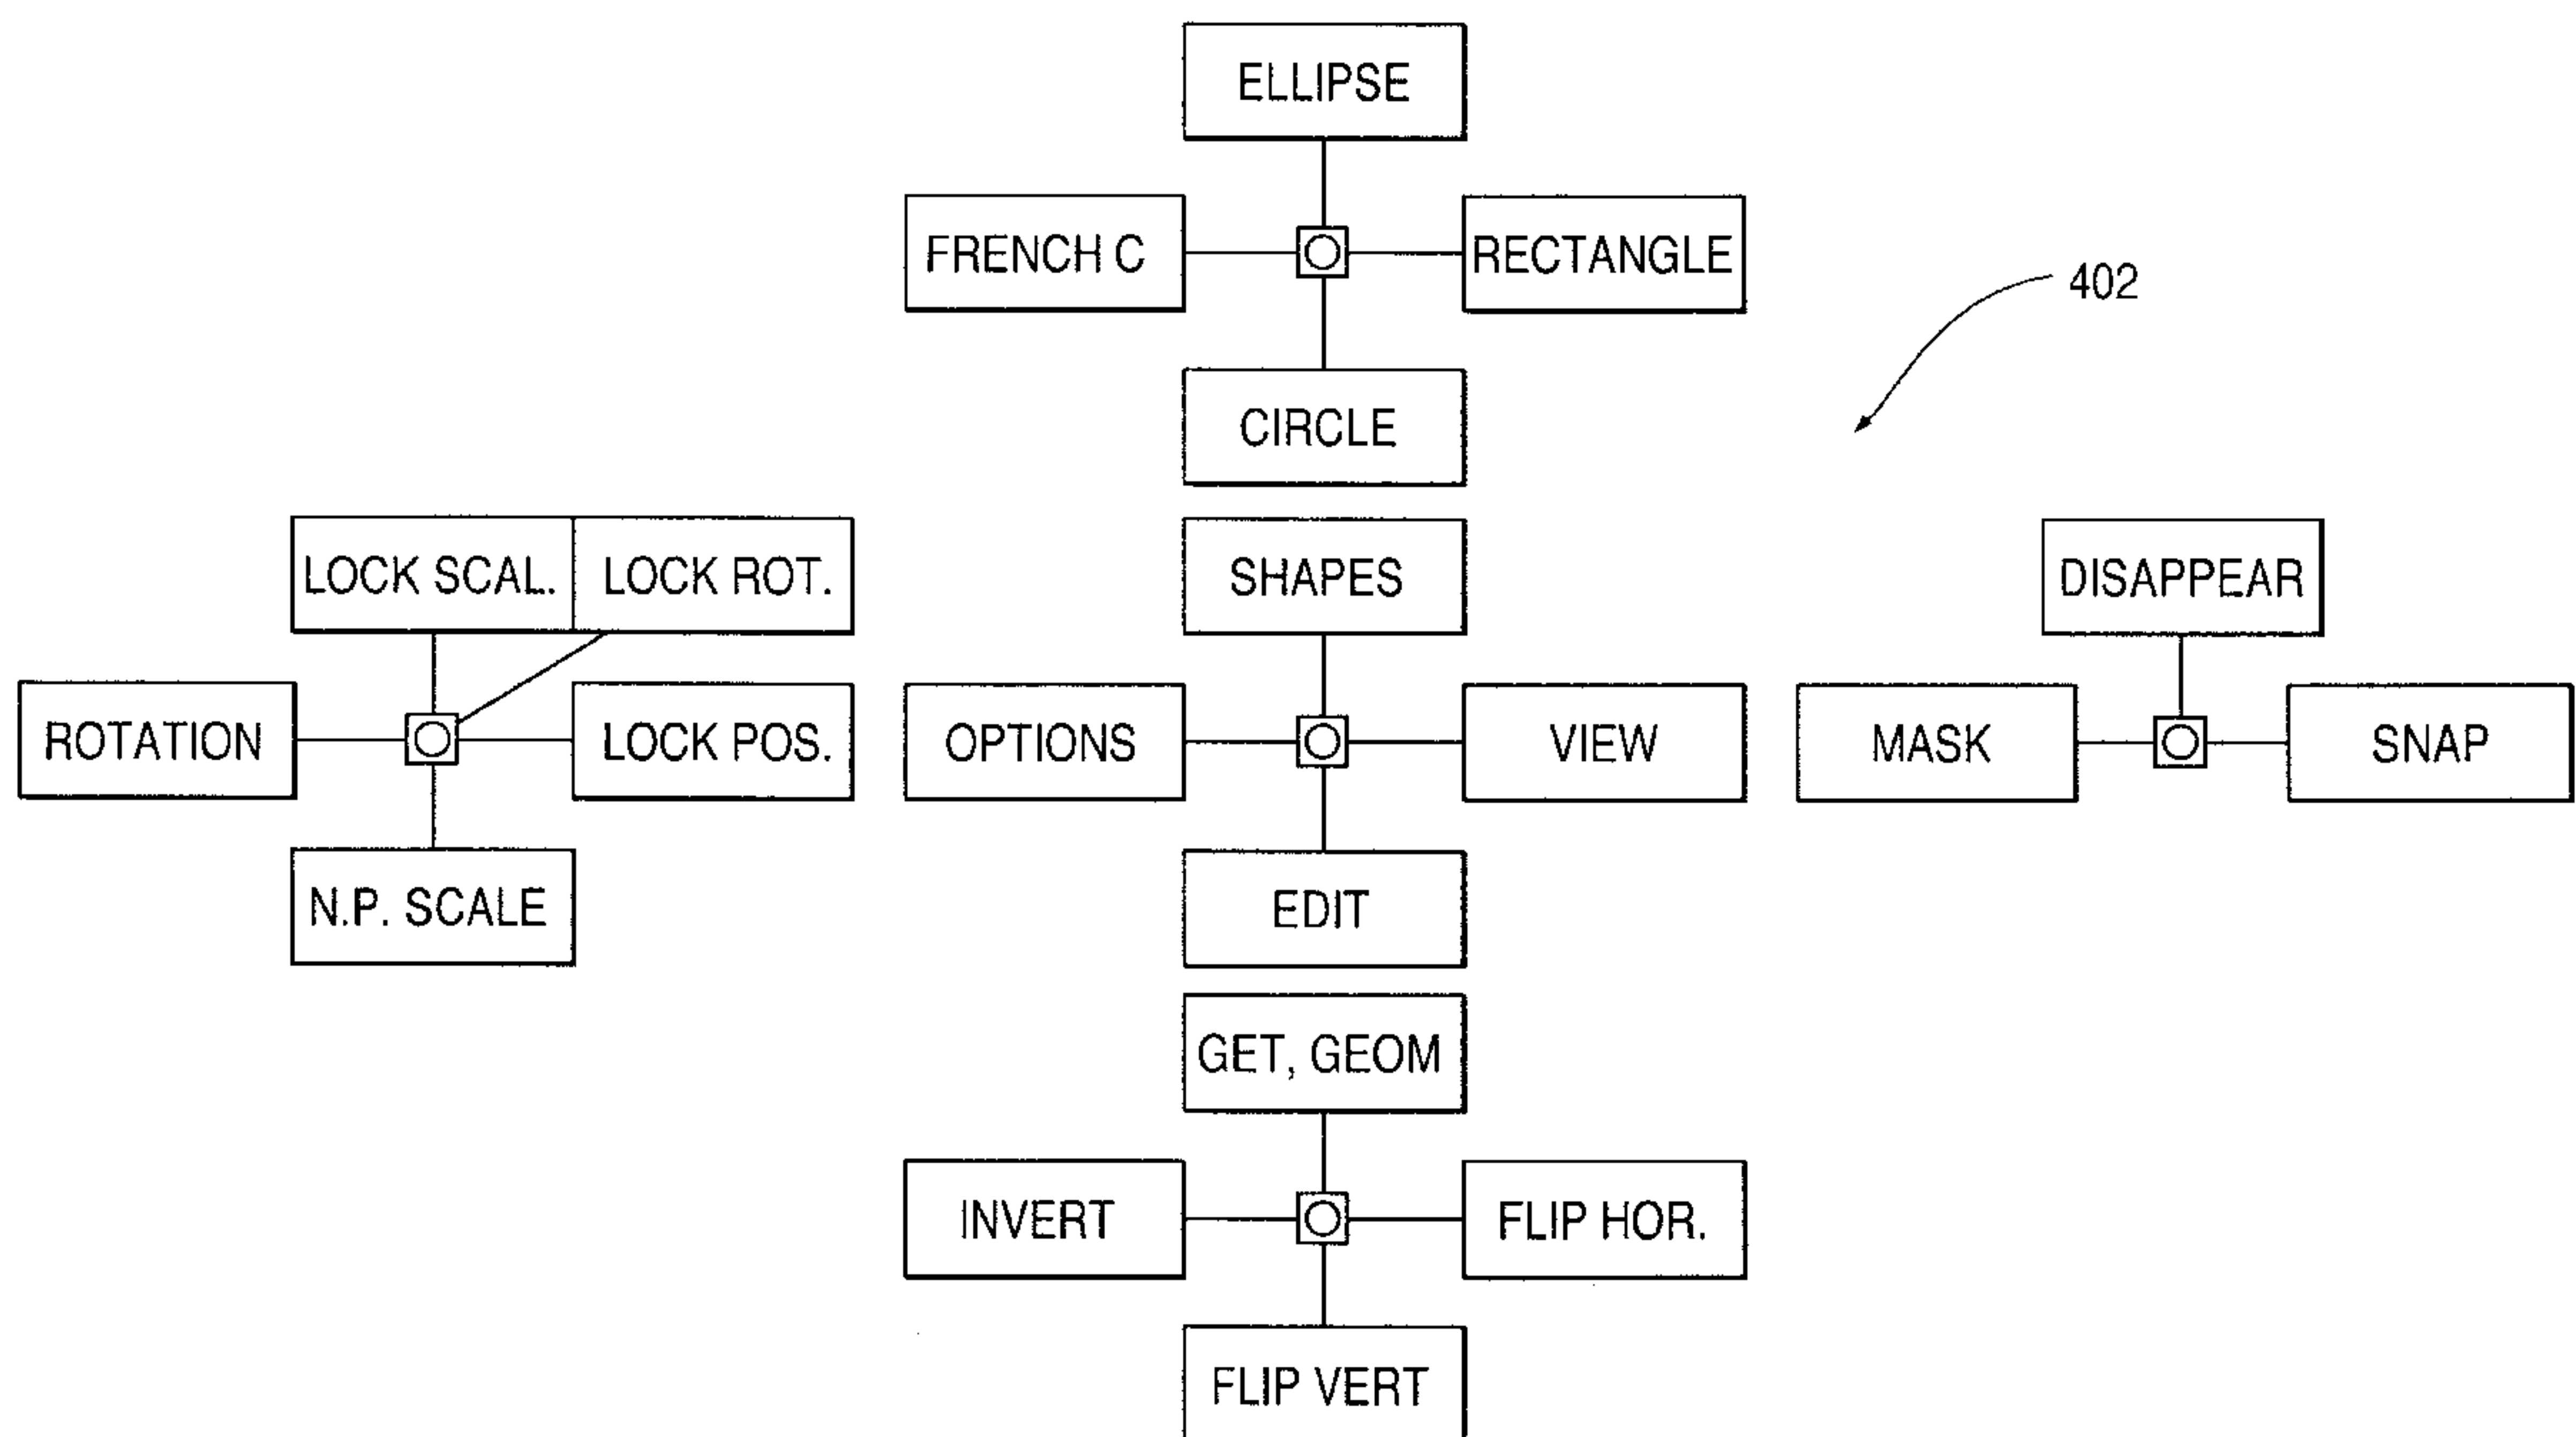 ELLIPSE
FRENCH C
RECTANGLE
402
CIRCLE
LOCK SCAL.
LOCK ROT.
SHAPES
DISAPPEAR
ROTATION
LOCK POS.
OPTIONS
VIEW
MASK
SNAP
N.P. SCALE
EDIT
GET, GEOM
INVERT
FLIP HOR.
FLIP VERT